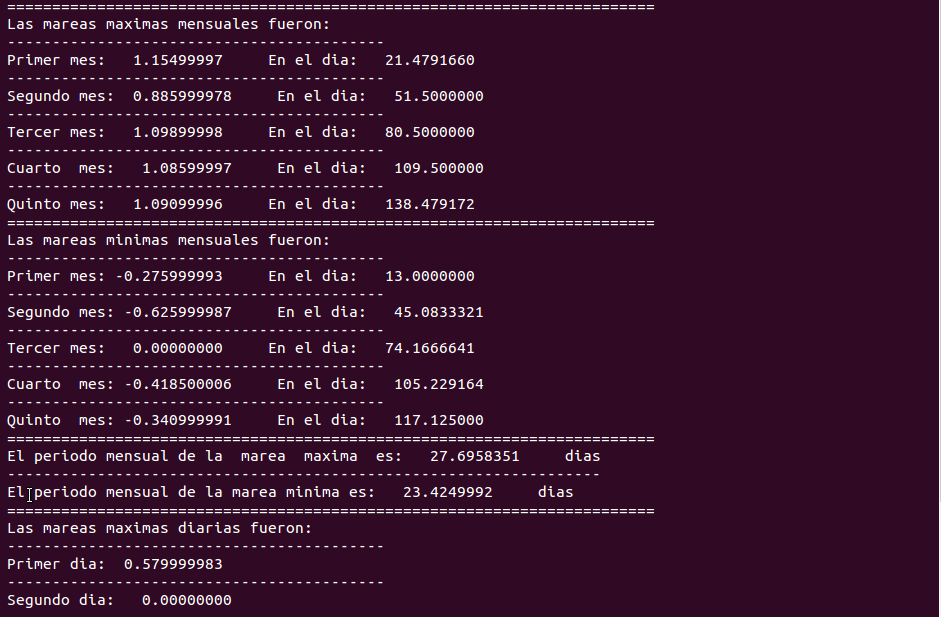 ========================================================================
Las mareas maximas mensuales fueron:
------------------------------------------
Primer mes:   1.15499997     En el dia:   21.4791660
------------------------------------------
Segundo mes:  0.885999978     En el dia:   51.5000000
------------------------------------------
Tercer mes:   1.09899998     En el dia:   80.5000000
------------------------------------------
Cuarto  mes:   1.08599997     En el dia:   109.500000
------------------------------------------
Quinto mes:   1.09099996     En el dia:   138.479172
========================================================================
Las mareas minimas mensuales fueron:
------------------------------------------
Primer mes: -0.275999993     En el dia:   13.0000000
------------------------------------------
Segundo mes: -0.625999987     En el dia:   45.0833321
------------------------------------------
Tercer mes:   0.00000000     En el dia:   74.1666641
------------------------------------------
Cuarto  mes: -0.418500006     En el dia:   105.229164
------------------------------------------
Quinto  mes: -0.340999991     En el dia:   117.125000
========================================================================
El periodo mensual de la  marea  maxima  es:   27.6958351     dias
------------------------------------------------------------------
El periodo mensual de la marea minima es:   23.4249992     dias
========================================================================
Las mareas maximas diarias fueron:
------------------------------------------
Primer dia:  0.579999983
------------------------------------------
Segundo dia:   0.00000000